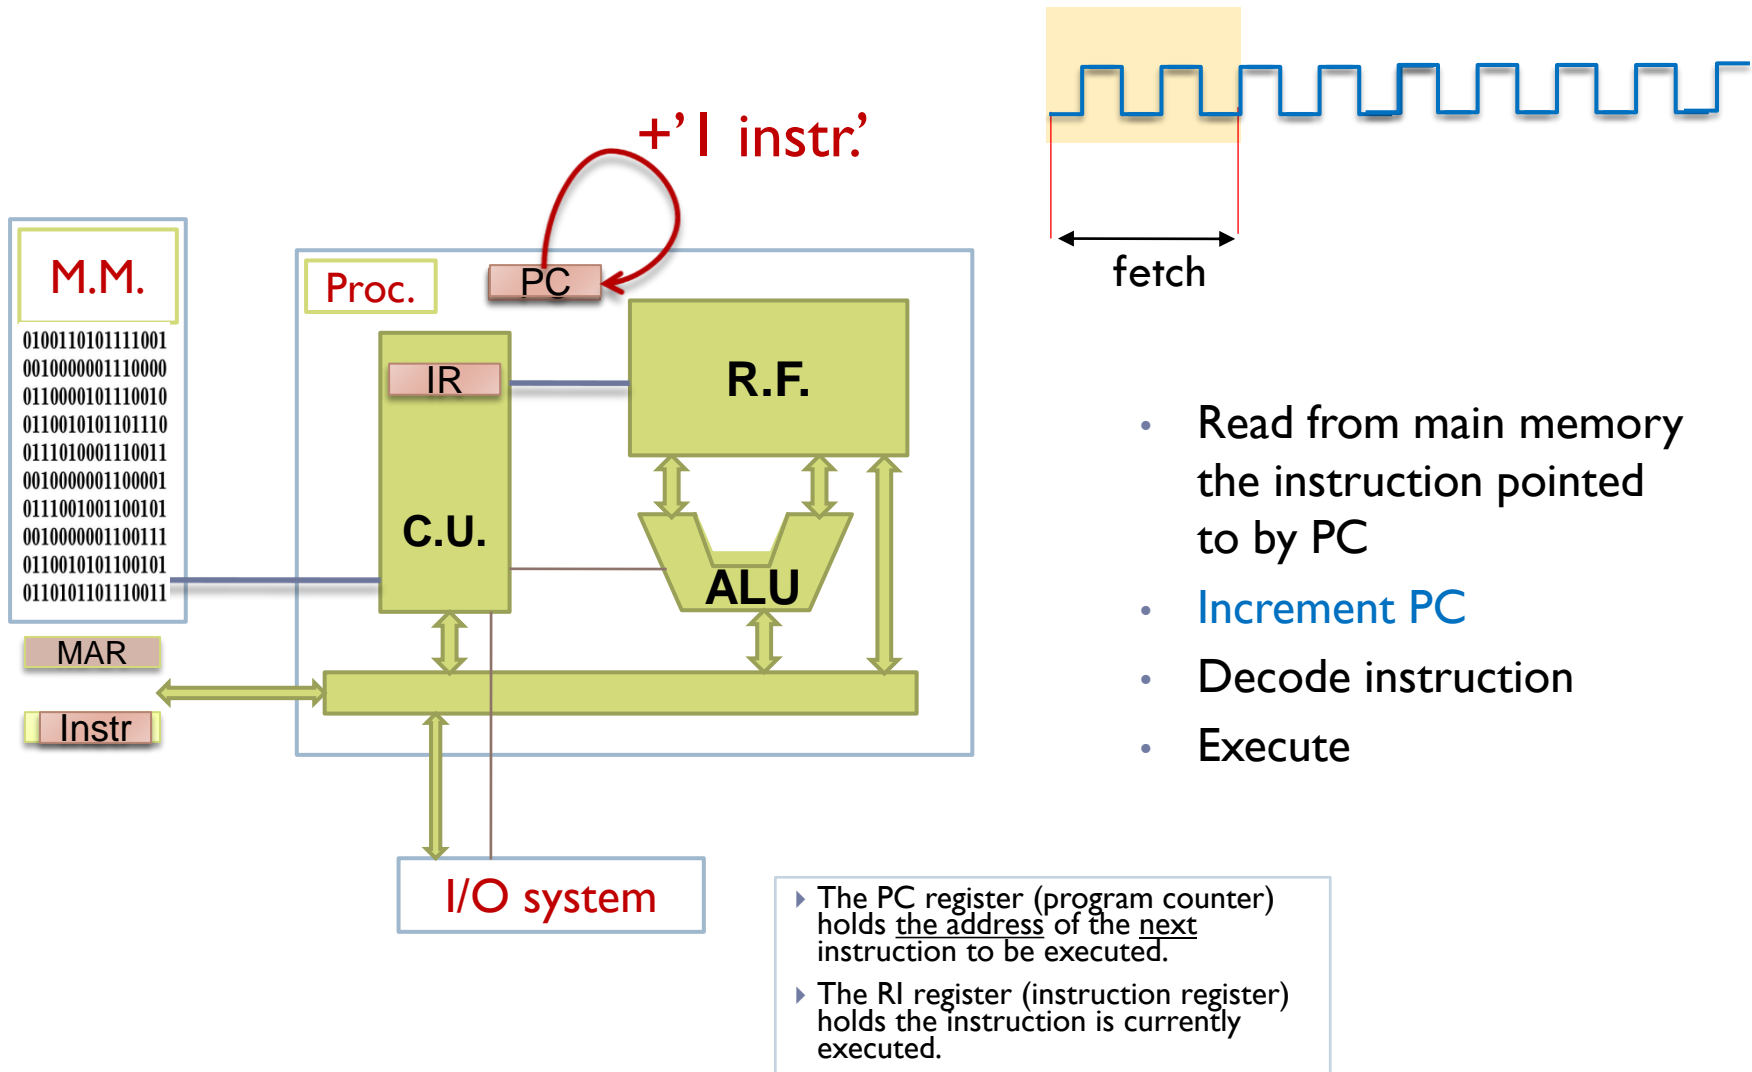 +'1 instr.'
fetch
M.M.
0100110101111001
0010000001110000
0110000101110010
0110010101101110
0111010001110011
0010000001100001
0111001001100101
0010000001100111
0110010101100101
0110101101110011
MAR
Instr
Proc.
PC
IR
C.U.
R.F.
ALU
I/O system
• Read from main memory
the instruction pointed
to by PC
• Increment PC
• Decode instruction
• Execute
The PC register (program counter)
holds the address of the next
instruction to be executed.
The RI register (instruction register)
holds the instruction is currently
executed.